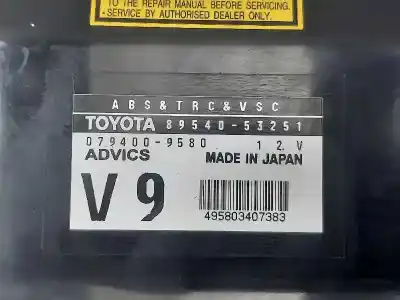 TO THE REPAIR MANUAL BEFORE SERVICING.
SERVICE BY AUTHORISED DEALER ONLY.
ABS&TRC&VSC
TOYOTA 89540-53251
079400-9580 12.V
ADVICS MADE IN JAPAN
V9
495803407383